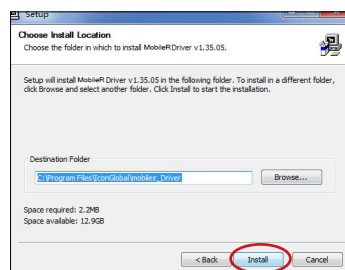 Setup
Choose Install Location
Choose the folder in which to install MobileR Driver v 1.35.05.
Setup will install MobileR Driver v 1.35.05 in the following folder. To install in a different folder,
click Browse and select another folder. Click Install to start the installation.
Destination Folder
C:\Program Files\IconGlobal\mobiler_Driver
Browse...
Space required: 2.2MB
Space available: 12.9GB
< Back
Install
Cancel